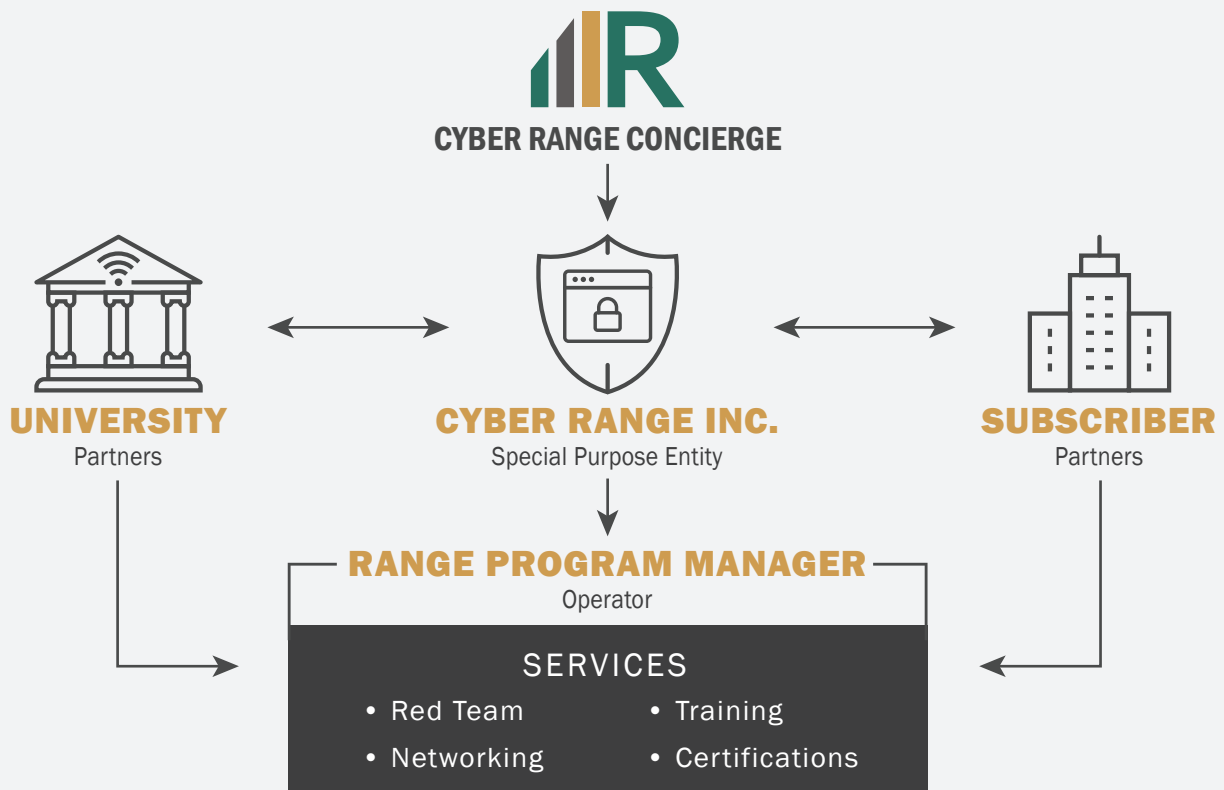 R
CYBER RANGE CONCIERGE
UNIVERSITY
Partners
CYBER RANGE INC.
Special Purpose Entity
SUBSCRIBER
Partners
RANGE PROGRAM MANAGER
Operator
SERVICES
• Red Team
• Networking
• Training
• Certifications